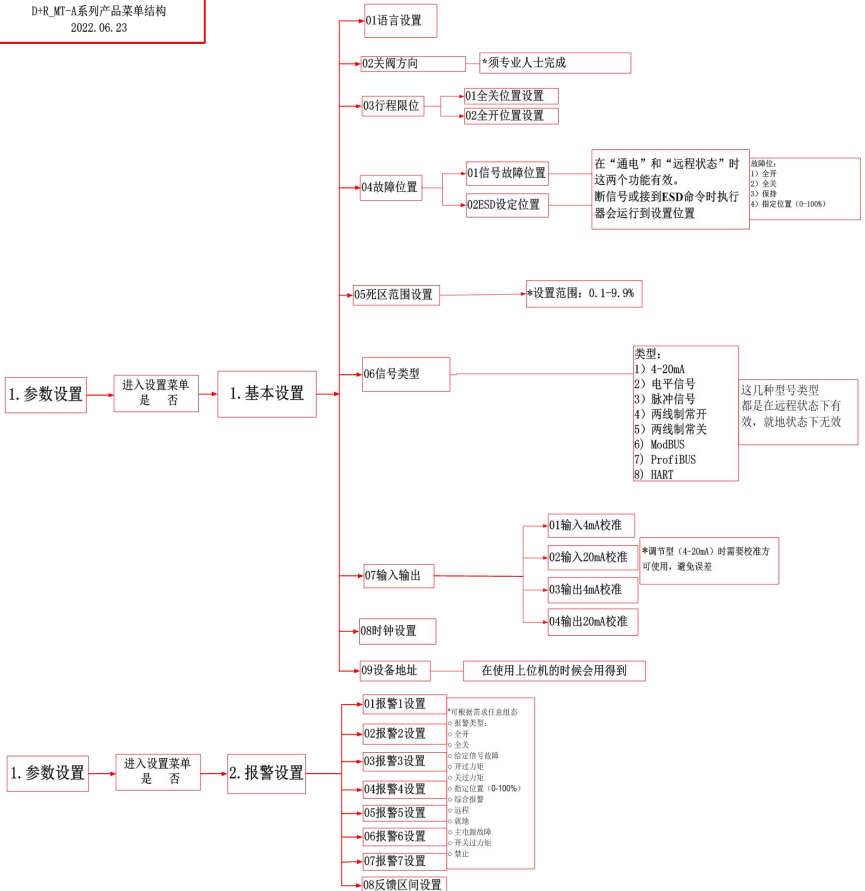 D+R_MT-A系列产品菜单结构
2022.06.23
01语言设置
02关阀方向
*须专业人士完成
03行程限位
01全关位置设置
02全开位置设置
04故障位置
01信号故障位置
02ESD设定位置
在“通电”和“远程状态”时
这两个功能有效。
断信号或接到ESD命令时执行
器会运行到设置位置
故障位：
1）全开
2）全关
3）保持
4）指定位置（0-100%）
05死区范围设置
*设置范围：0.1-9.9%
1.参数设置
进入设置菜单
是 否
1.基本设置
06信号类型
类型：
1）4-20mA
2）电平信号
3）脉冲信号
4）两线制常开
5）两线制常关
6）ModBUS
7）ProfiBUS
8）HART
这几种型号类型
都是在远程状态下有
效，就地状态下无效
07输入输出
01输入4mA校准
02输入20mA校准
03输出4mA校准
04输出20mA校准
*调节型（4-20mA）时需要校准方
可使用，避免误差
08时钟设置
09设备地址
在使用上位机的时候会用得到
1.参数设置
进入设置菜单
是 否
2.报警设置
01报警1设置
02报警2设置
03报警3设置
04报警4设置
05报警5设置
06报警6设置
07报警7设置
08反馈区间设置
*可根据需求任意组态
○ 报警类型：
○ 全开
○ 全关
○ 给定信号故障
○ 开过力矩
○ 关过力矩
○ 指定位置（0-100%）
○ 综合报警
○ 远程
○ 就地
○ 主电源故障
○ 开关过力矩
○ 禁止